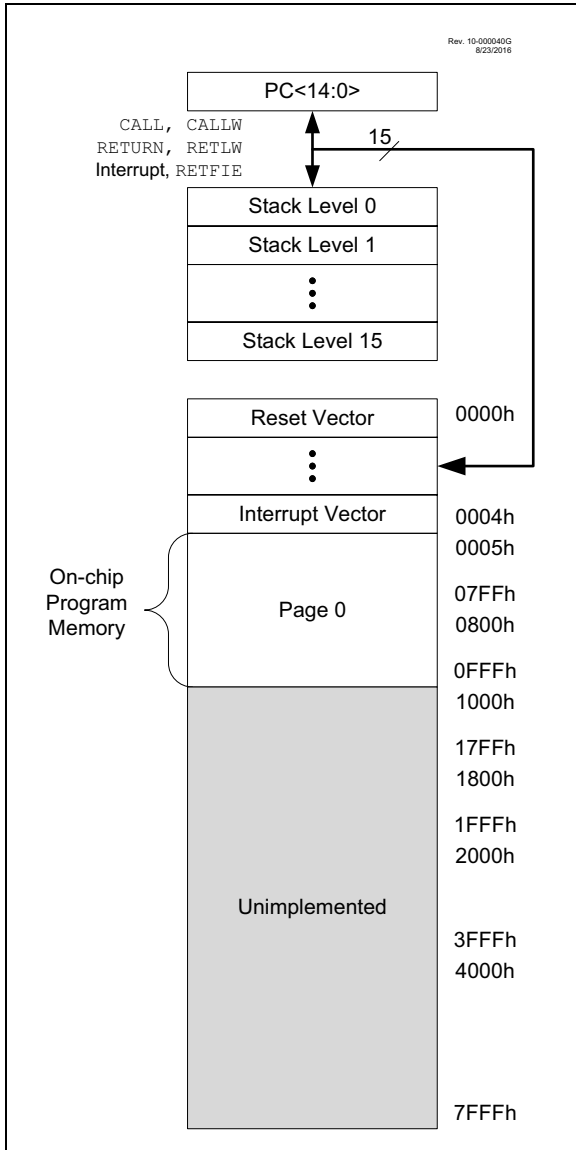 Rev. 10-000040G
8/23/2016
PC<14:0>
CALL, CALLW
RETURN, RETLW
Interrupt, RETFIE
15
Stack Level 0
Stack Level 1
Stack Level 15
Reset Vector
0000h
Interrupt Vector
0004h
0005h
On-chip
Program
Memory
Page 0
07FFh
0800h
0FFFh
1000h
17FFh
1800h
1FFFh
2000h
Unimplemented
3FFFh
4000h
7FFFh